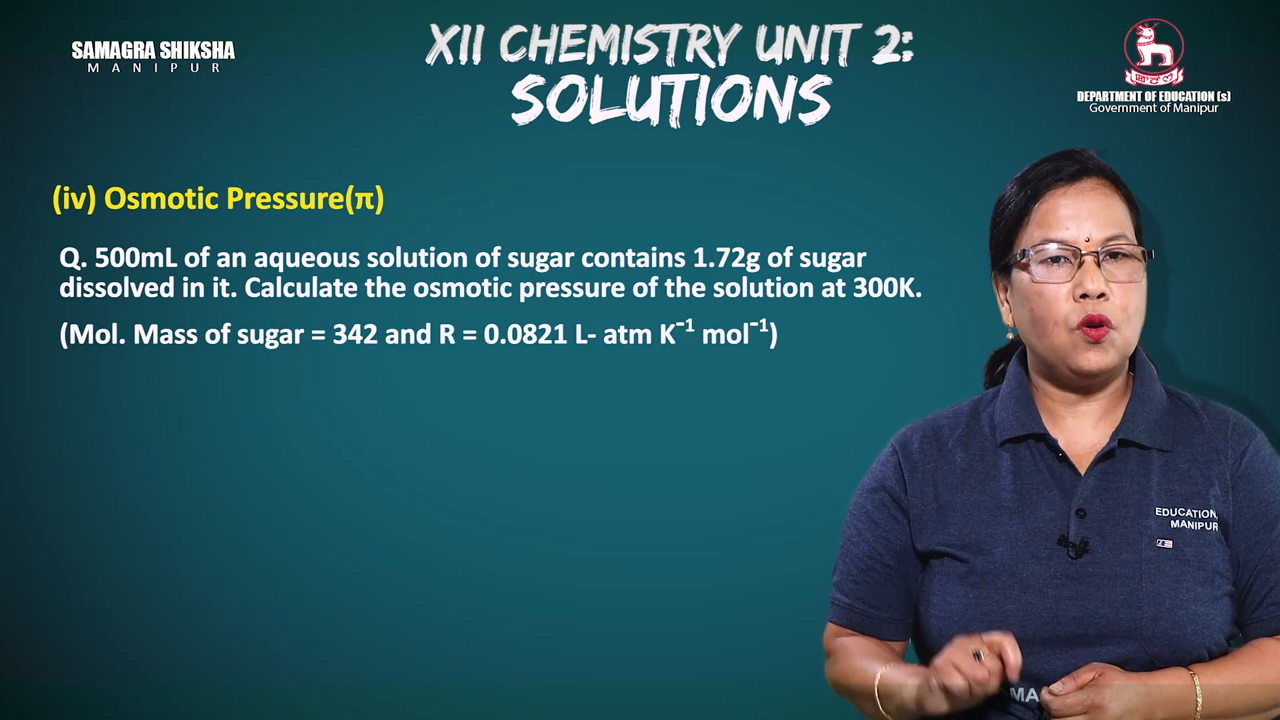 SAMAGRA SHIKSHA
MANIPUR
XII CHEMISTRY UNIT 2:
SOLUTIONS
DEPARTMENT OF EDUCATION (s)
Government of Manipur
(iv) Osmotic Pressure(π)
Q. 500mL of an aqueous solution of sugar contains 1.72g of sugar
dissolved in it. Calculate the osmotic pressure of the solution at 300K.
(Mol. Mass of sugar = 342 and R = 0.0821 L- atm K⁻¹ mol⁻¹)
EDUCATION,
MANIPUR
MA